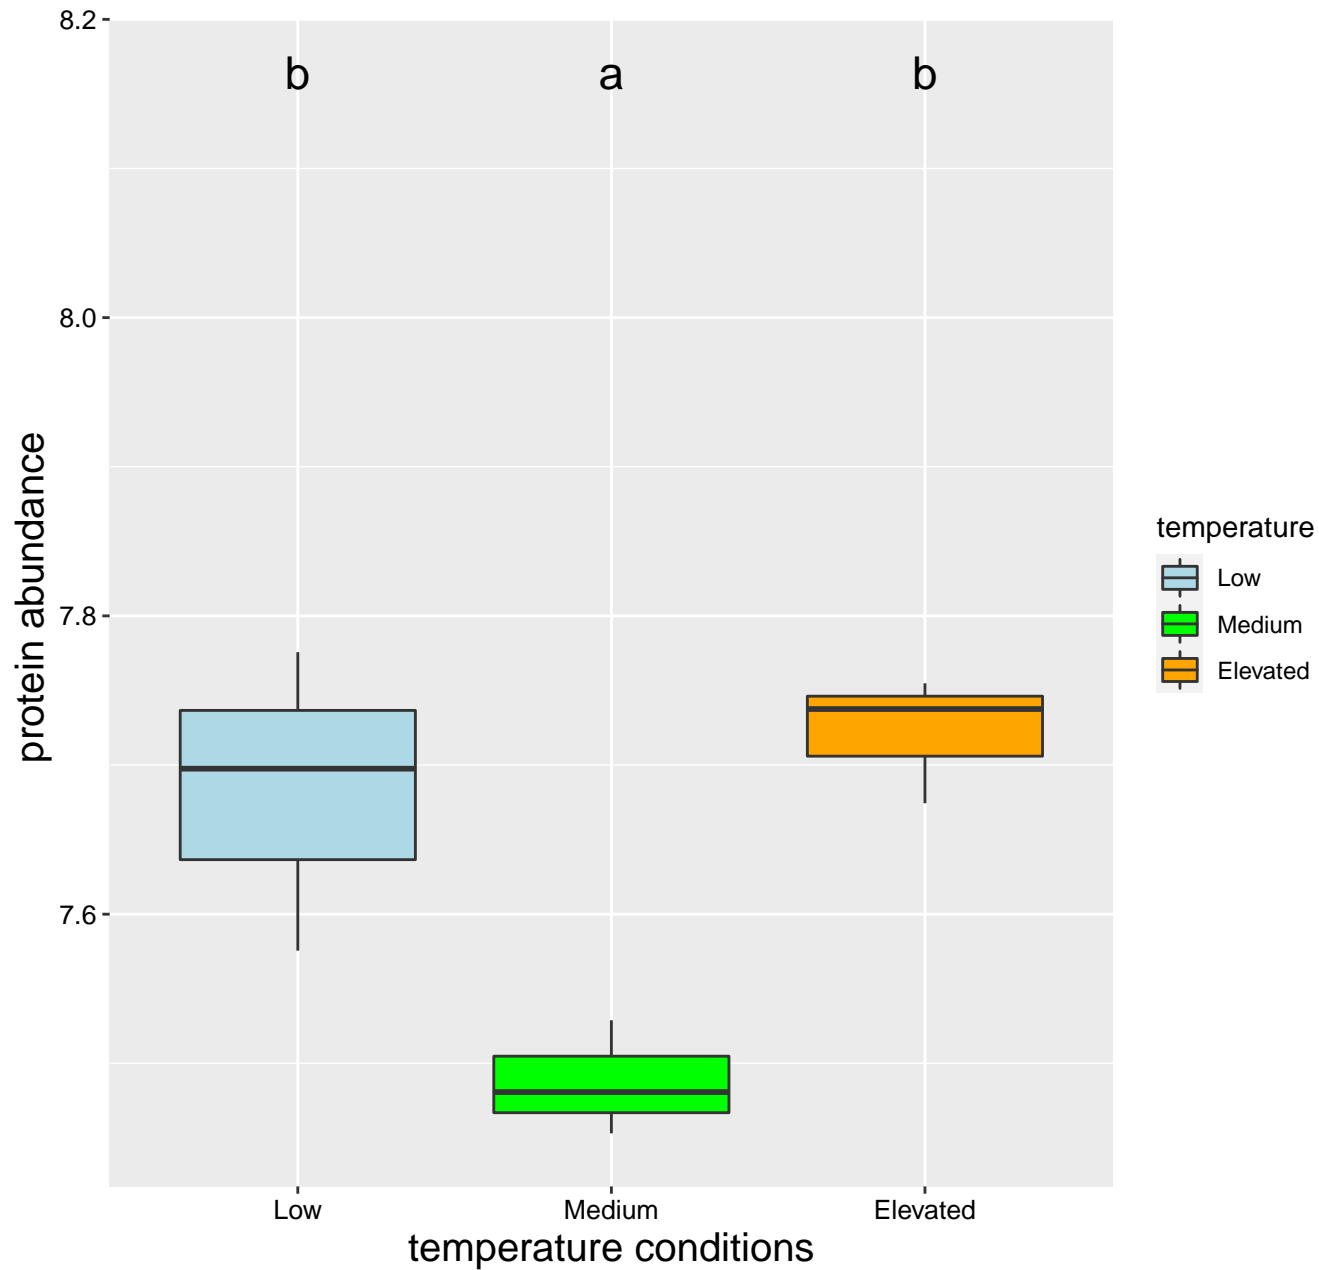 8.2
b a b
8.0
7.8
7.6
protein abundance
Low Medium Elevated
temperature conditions
temperature
Low
Medium
Elevated